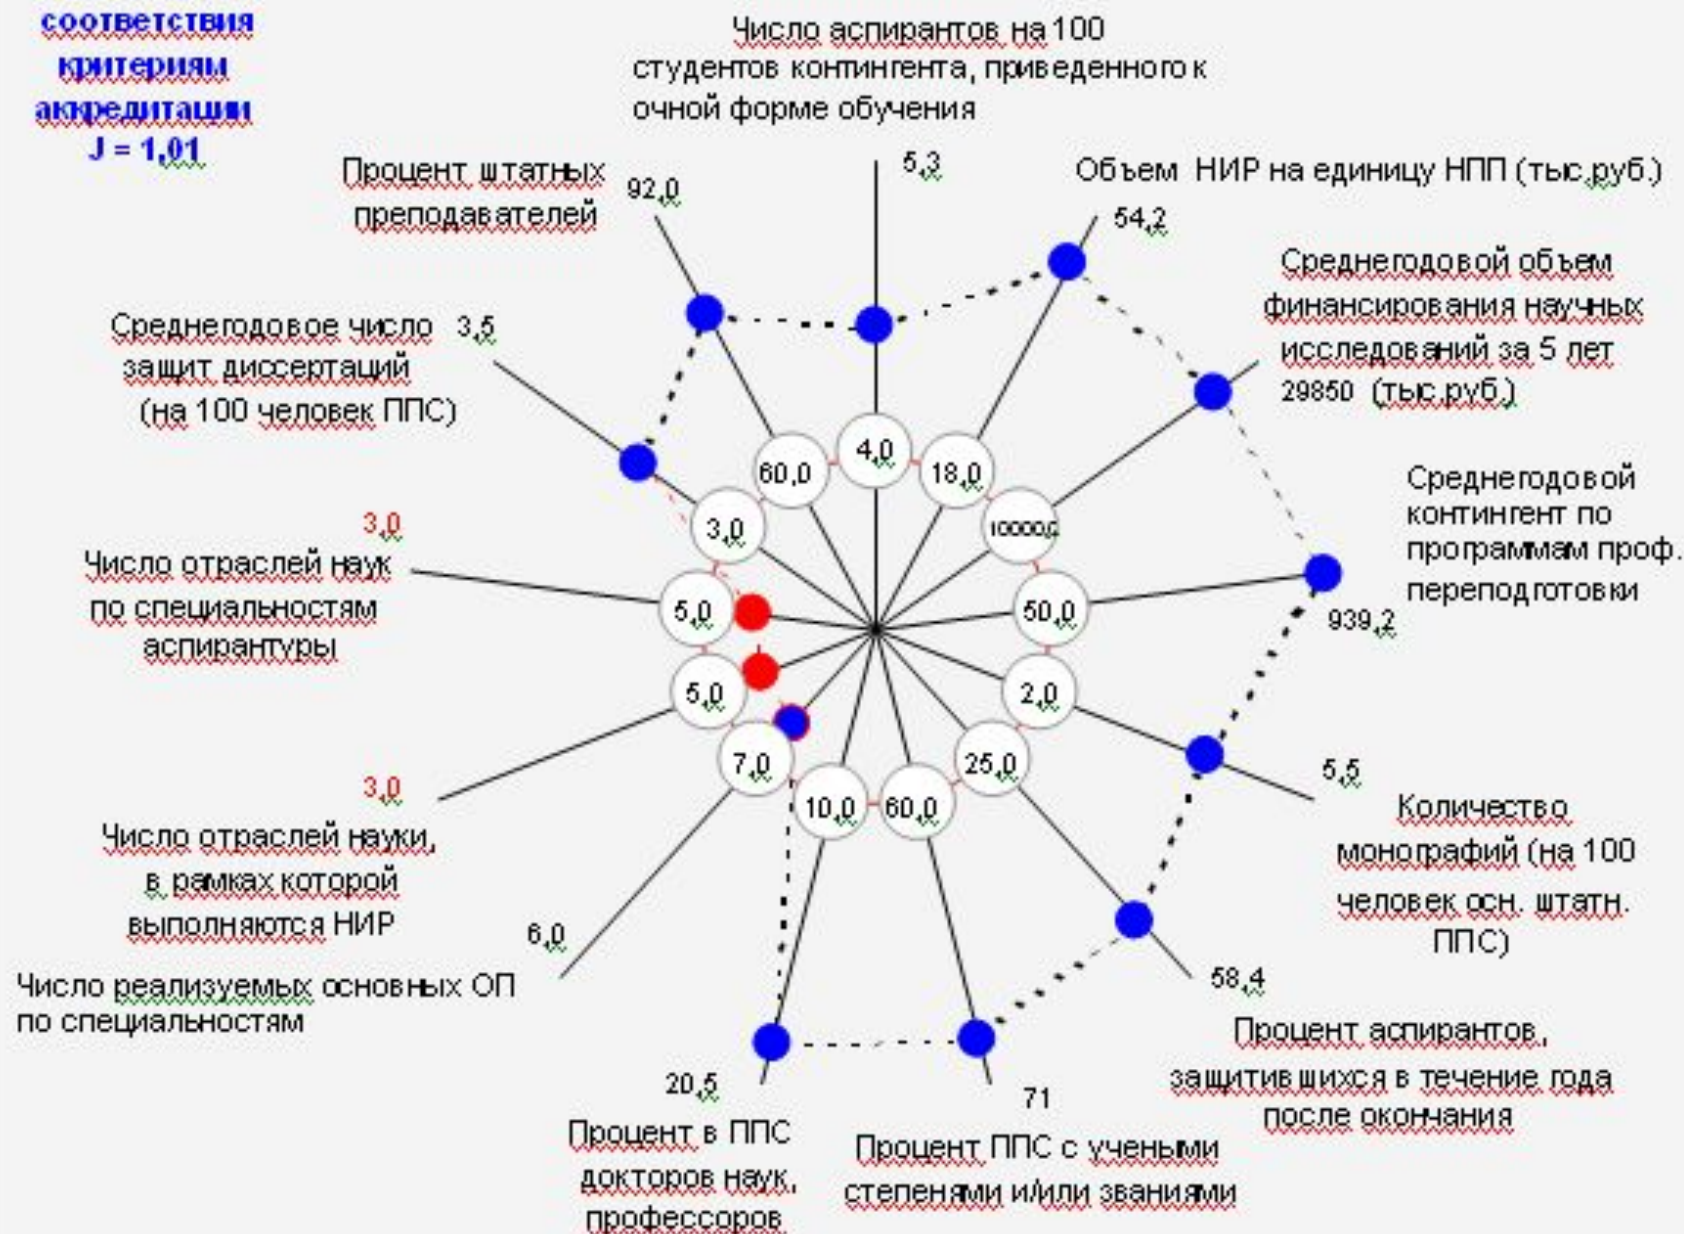 соответствия
критериям
аккредитации
J = 1,01
Число аспирантов на 100
студентов контингента, приведенного к
очной форме обучения
5,3
Процент штатных
преподавателей
92,0
Объем НИР на единицу НПП (тыс.руб.)
54,2
Среднегодовой объем
финансирования научных
исследований за 5 лет
29850 (тыс.руб.)
Среднегодовое число
защит диссертаций
(на 100 человек ППС)
3,5
Среднегодовой
контингент по
программам проф.
переподготовки
939,2
3,0
Число отраслей наук
по специальностям
аспирантуры
60,0
4,0
18,0
3,0
10000,0
5,0
50,0
5,0
2,0
7,0
25,0
10,0
60,0
3,0
Число отраслей науки,
в рамках которой
выполняются НИР
5,5
Количество
монографий (на 100
человек осн. штатн.
ППС)
6,0
Число реализуемых основных ОП
по специальностям
58,4
Процент аспирантов,
защитившихся в течение года
после окончания
20,5
Процент в ППС
докторов наук,
профессоров
71
Процент ППС с учеными
степенями и/или званиями